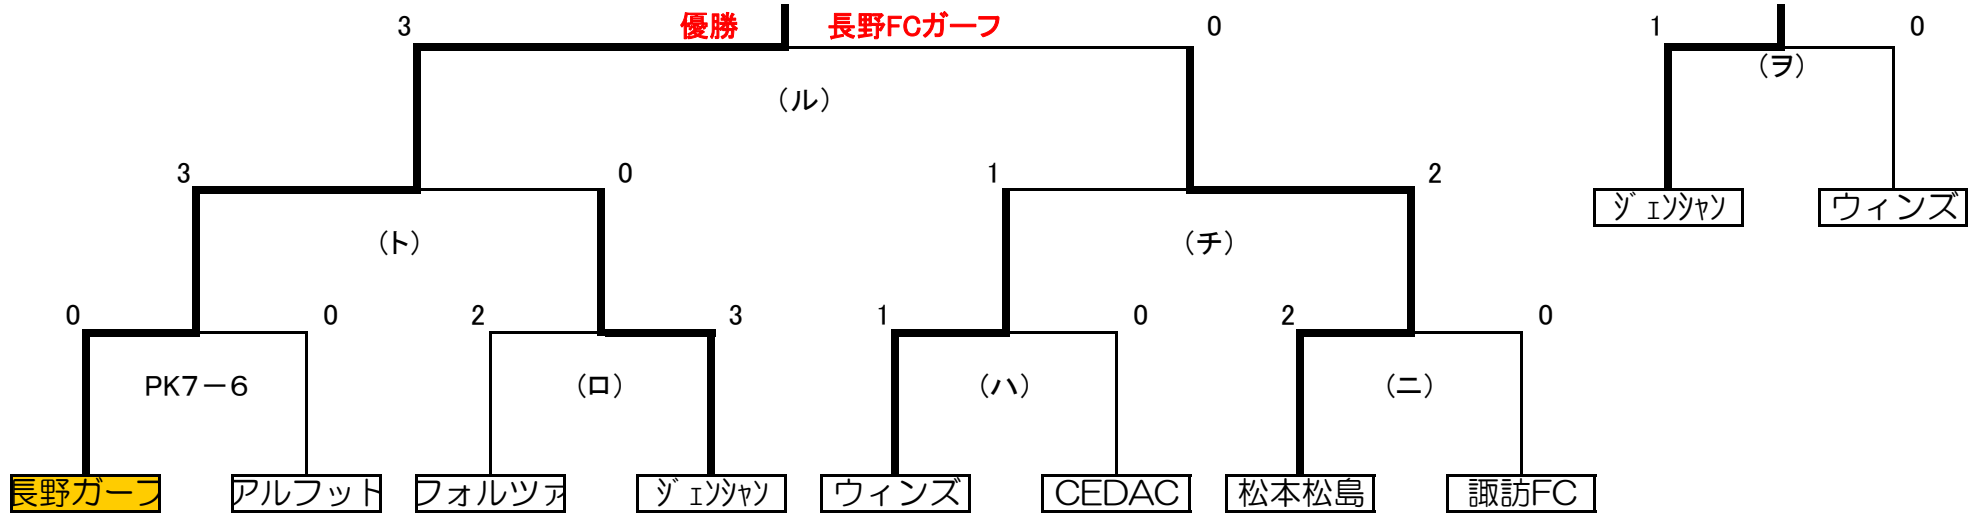 3 優勝 長野FCガーフ 0 1 0
(ヲ)
(ル)
3 0 1 2
ジェンシャン ウィンズ
(ト) (チ)
0 0 2 3 1 0 2 0
PK7－6 (ロ) (ハ) (ニ)
長野ガーフ アルフット フォルツァ ジェンシャン ウィンズ CEDAC 松本松島 諏訪FC